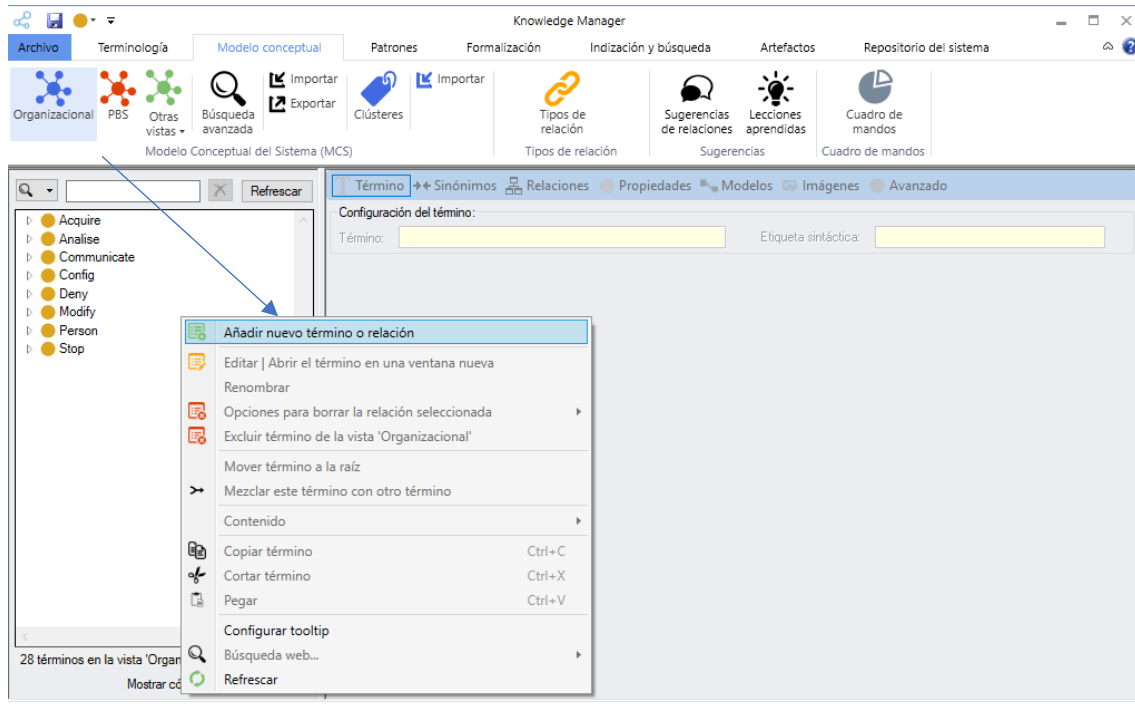 Knowledge Manager
Archivo Terminología Modelo conceptual Patrones Formalización Indización y búsqueda Artefactos Repositorio del sistema
Organizacional PBS Otras vistas Búsqueda avanzada Importar Exportar Clústeres Importar Tipos de relación Sugerencias de relaciones Lecciones aprendidas Cuadro de mandos
Modelo Conceptual del Sistema (MCS) Tipos de relación Sugerencias Cuadro de mandos
Refrescar
Término Sinónimos Relaciones Propiedades Modelos Imágenes Avanzado
Configuración del término:
Término: Etiqueta sintáctica:
Acquire
Analise
Communicate
Config
Deny
Modify
Person
Stop
Añadir nuevo término o relación
Editar | Abrir el término en una ventana nueva
Renombrar
Opciones para borrar la relación seleccionada
Excluir término de la vista 'Organizacional'
Mover término a la raíz
Mezclar este término con otro término
Contenido
Copiar término Ctrl+C
Cortar término Ctrl+X
Pegar Ctrl+V
Configurar tooltip
Búsqueda web...
Refrescar
28 términos en la vista 'Organ
Mostrar có